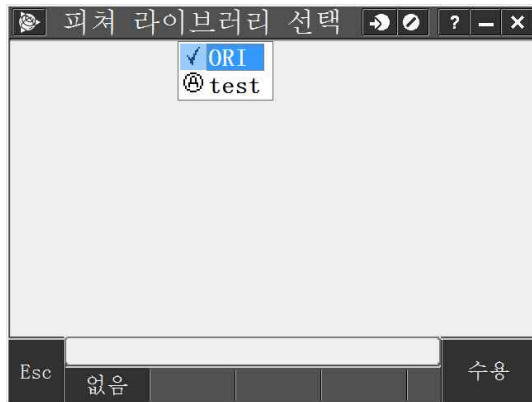 피쳐 라이브러리 선택 ? – ×
✓ ORI
Ⓐ test
Esc 없음 수용